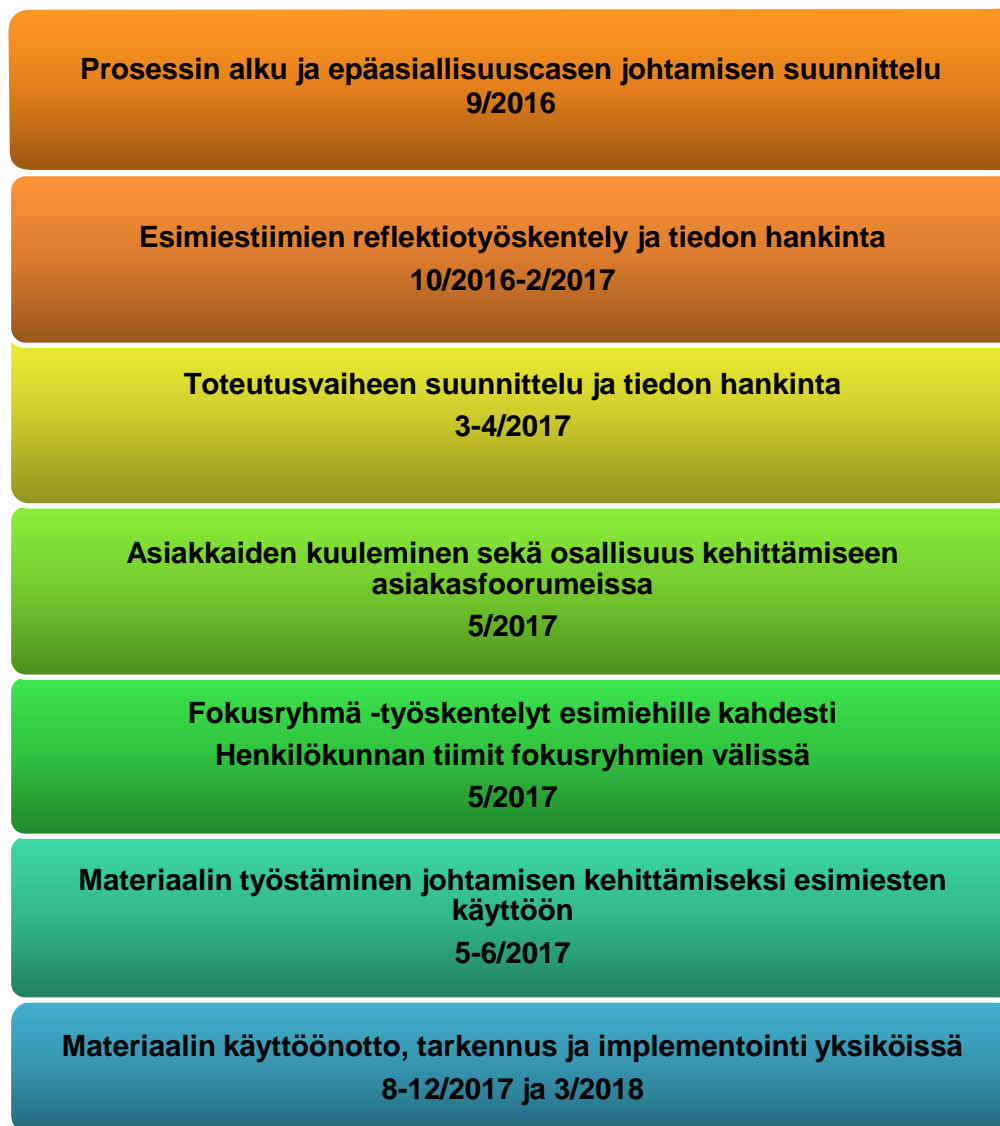 Prosessin alku ja epäasiallisuuscasen johtamisen suunnittelu
9/2016
Esimiestiimien reflektiotyöskentely ja tiedon hankinta
10/2016-2/2017
Toteutusvaiheen suunnittelu ja tiedon hankinta
3-4/2017
Asiakkaiden kuuleminen sekä osallisuus kehittämiseen
asiakasfoorumeissa
5/2017
Fokusryhmä -työskentelyt esimiehille kahdesti
Henkilökunnan tiimit fokusryhmien välissä
5/2017
Materiaalin työstäminen johtamisen kehittämiseksi esimiesten
käyttöön
5-6/2017
Materiaalin käyttöönotto, tarkennus ja implementointi yksiköissä
8-12/2017 ja 3/2018